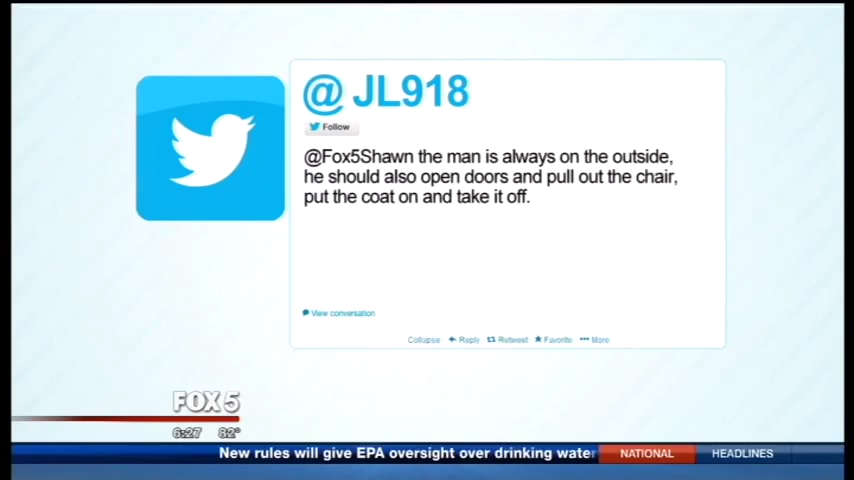 @JL918
Follow
@Fox5Shawn the man is always on the outside,
he should also open doors and pull out the chair,
put the coat on and take it off.
View conversation
Collapse Reply Retweet Favorite More
FOX 5
6:27 82°
New rules will give EPA oversight over drinking water NATIONAL HEADLINES